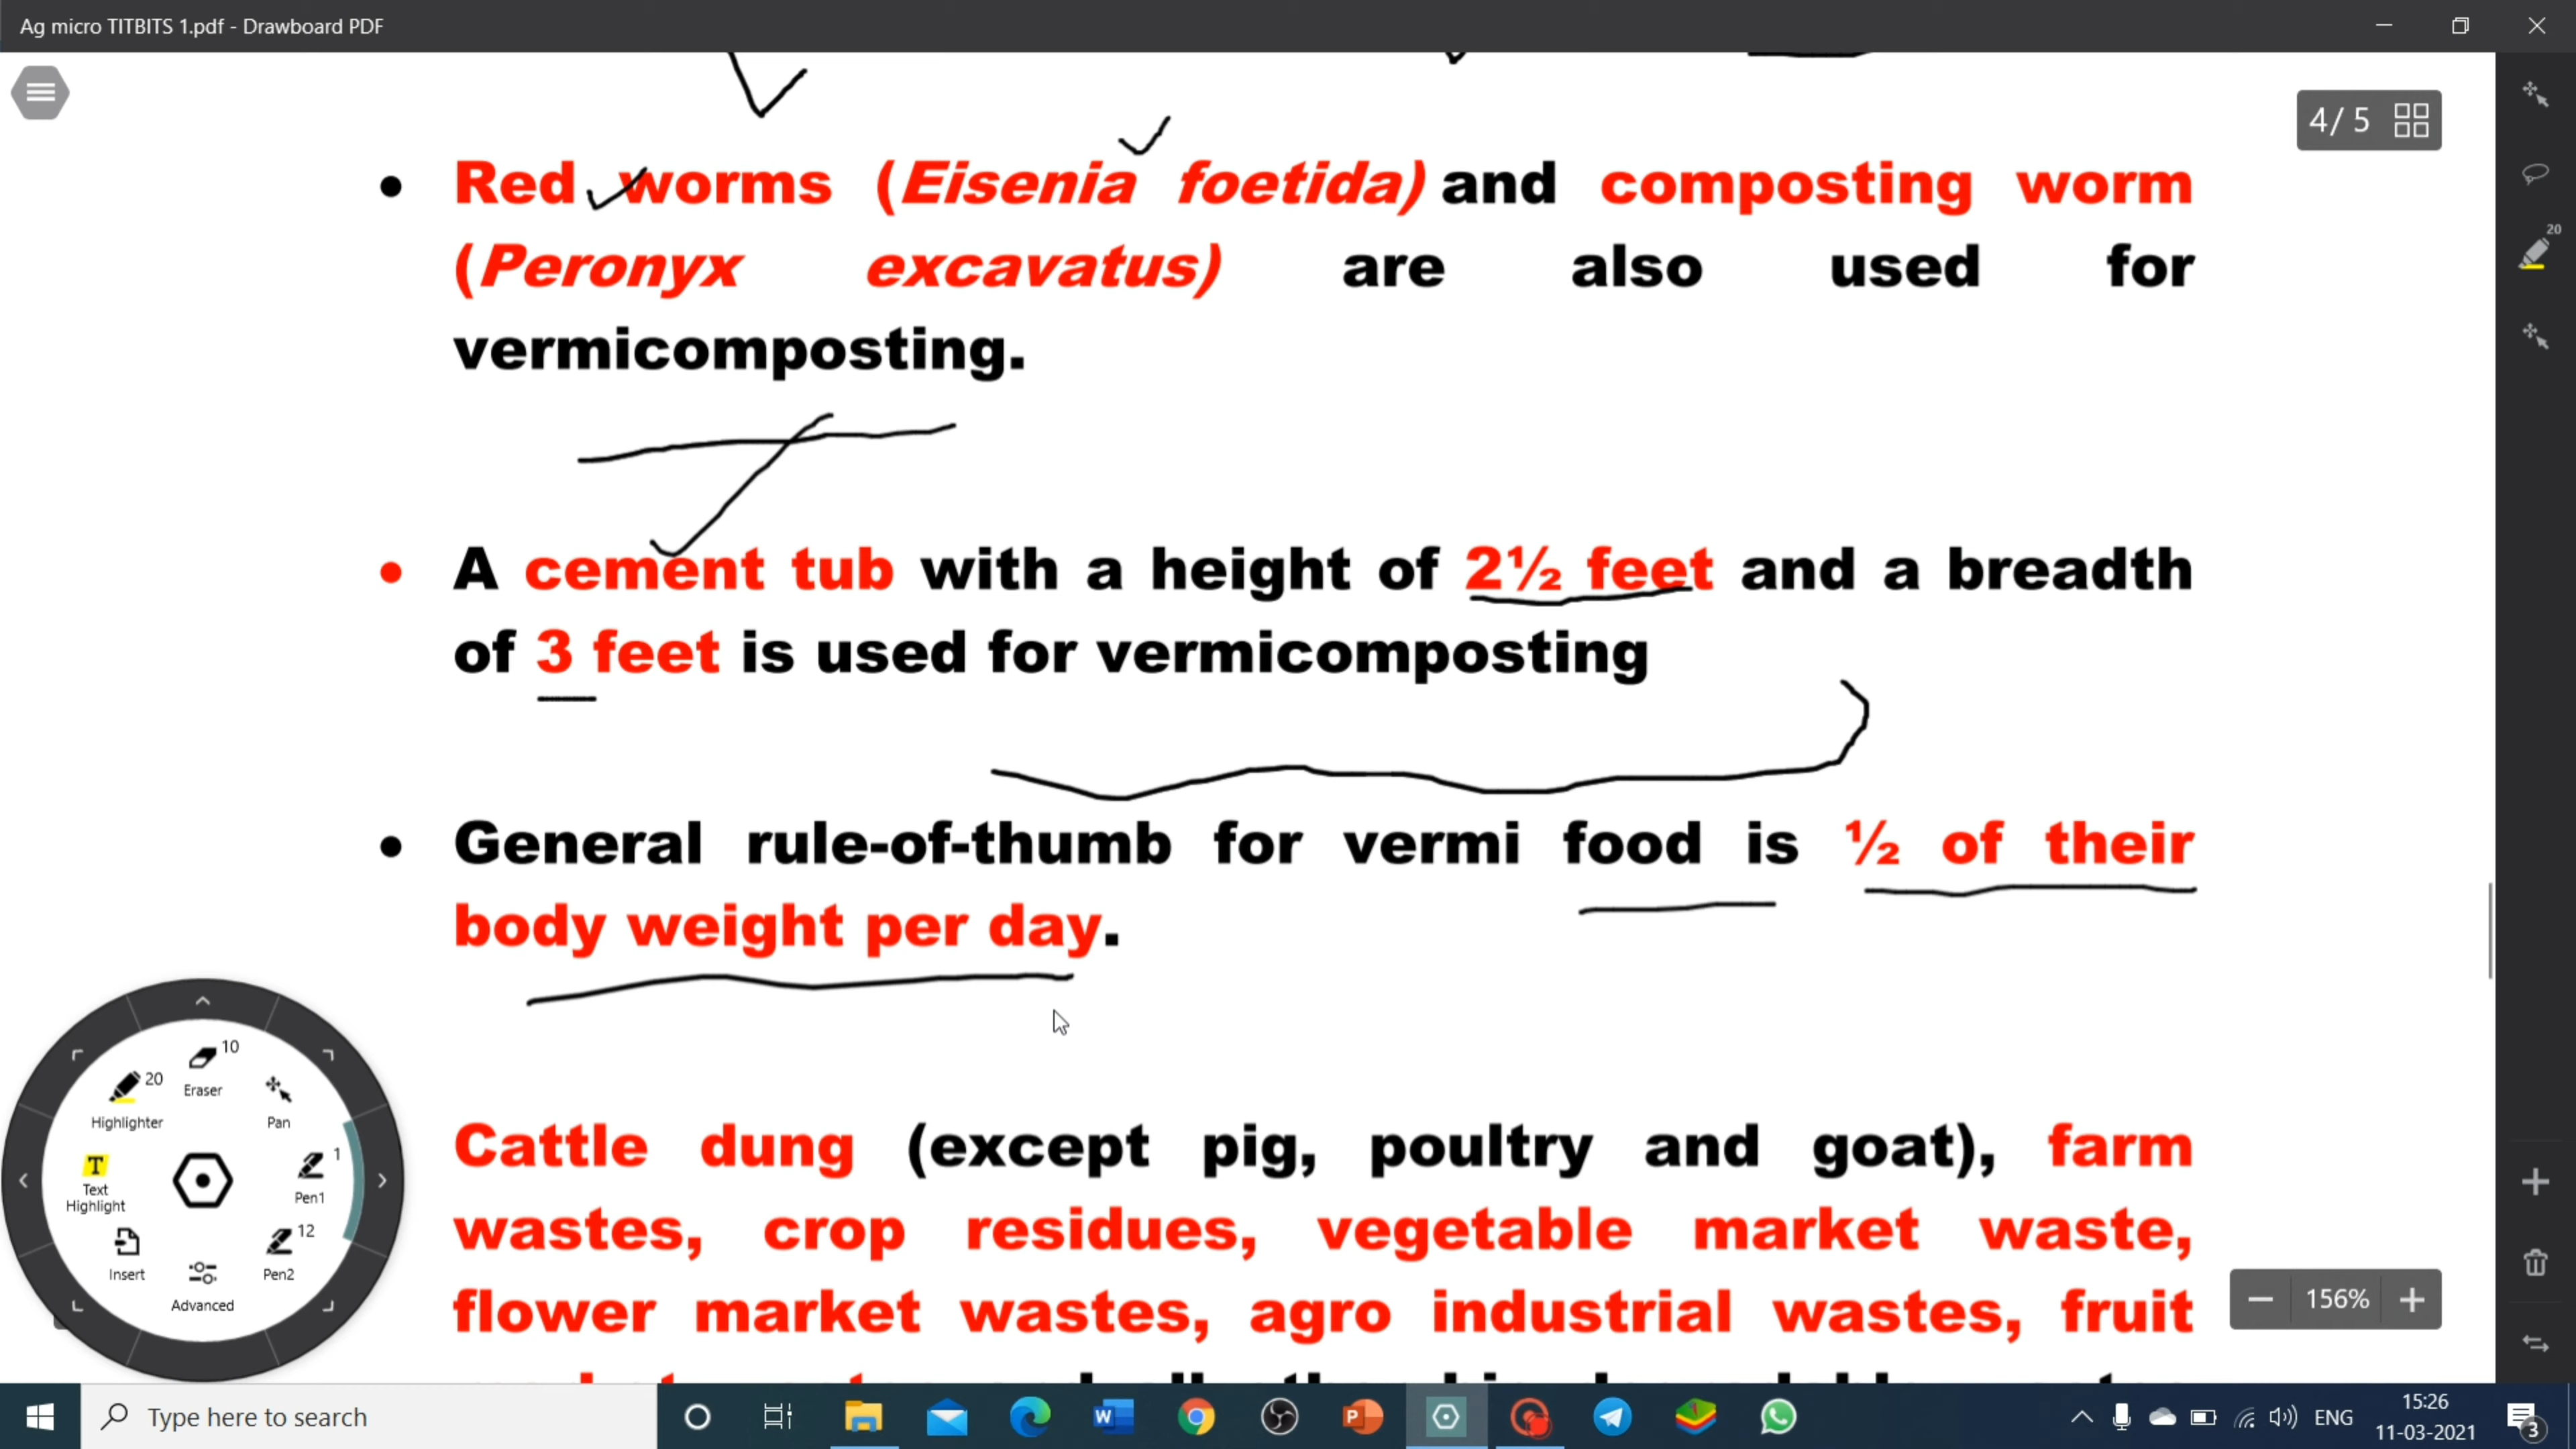 Ag micro TITBITS 1.pdf - Drawboard PDF
4/ 5
Red worms (Eisenia foetida) and composting worm
(Peronyx excavatus) are also used for
vermicomposting.
A cement tub with a height of 2½ feet and a breadth
of 3 feet is used for vermicomposting
General rule-of-thumb for vermi food is ½ of their
body weight per day.
Cattle dung (except pig, poultry and goat), farm
wastes, crop residues, vegetable market waste,
flower market wastes, agro industrial wastes, fruit
20
10
Eraser
20
Highlighter
Pan
T
Text
Highlight
1
Pen1
Insert
12
Pen2
Advanced
156%
Type here to search
ENG
15:26
11-03-2021
3